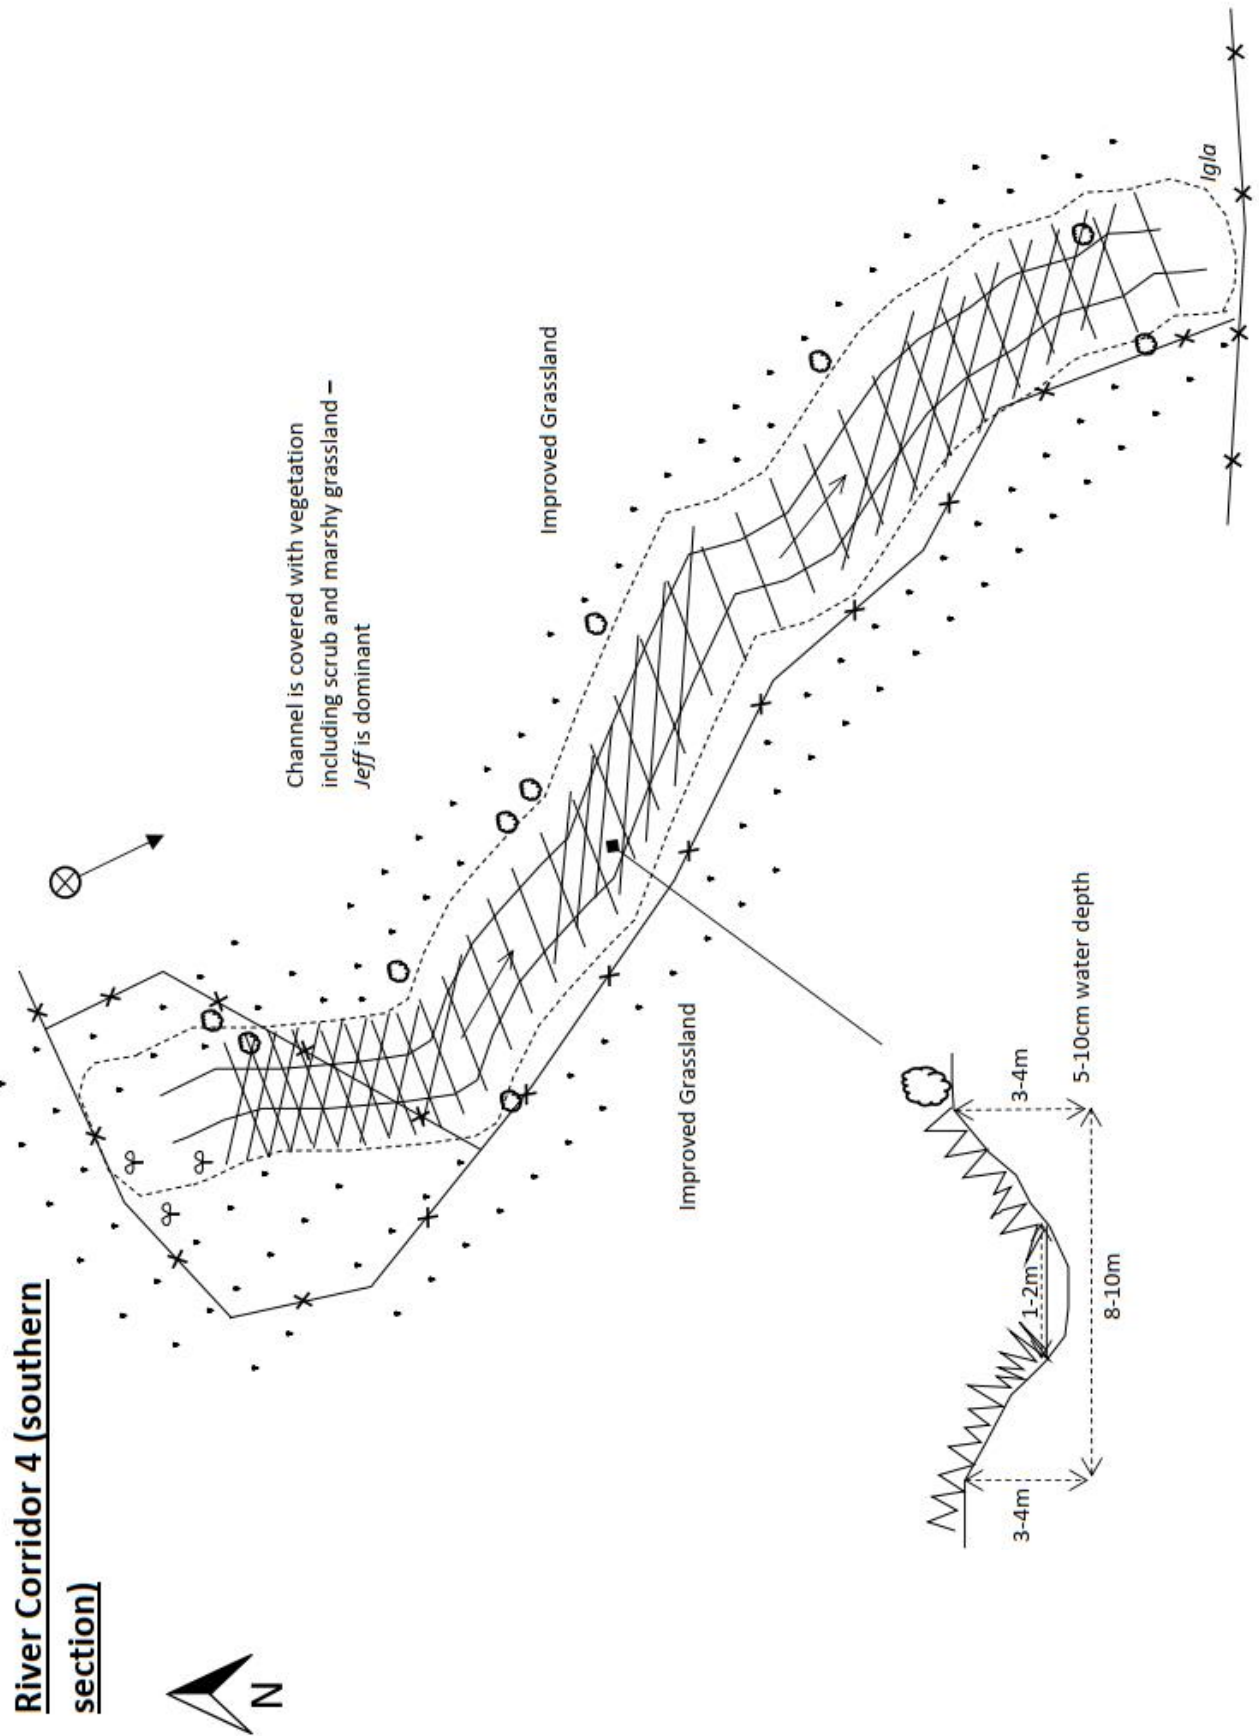 River Corridor 4 (southern
section)
N
Channel is covered with vegetation
including scrub and marshy grassland –
Jeff is dominant
Improved Grassland
Improved Grassland
Igla
3-4m
1-2m
3-4m
8-10m
5-10cm water depth